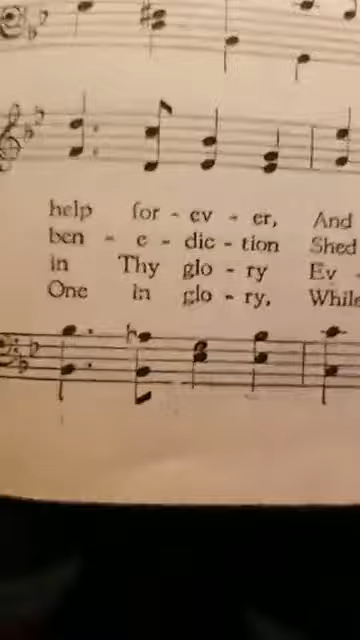 help for - ev - er, And
ben - e - dic - tion Shed
in Thy glo - ry Ev -
One in glo - ry, While